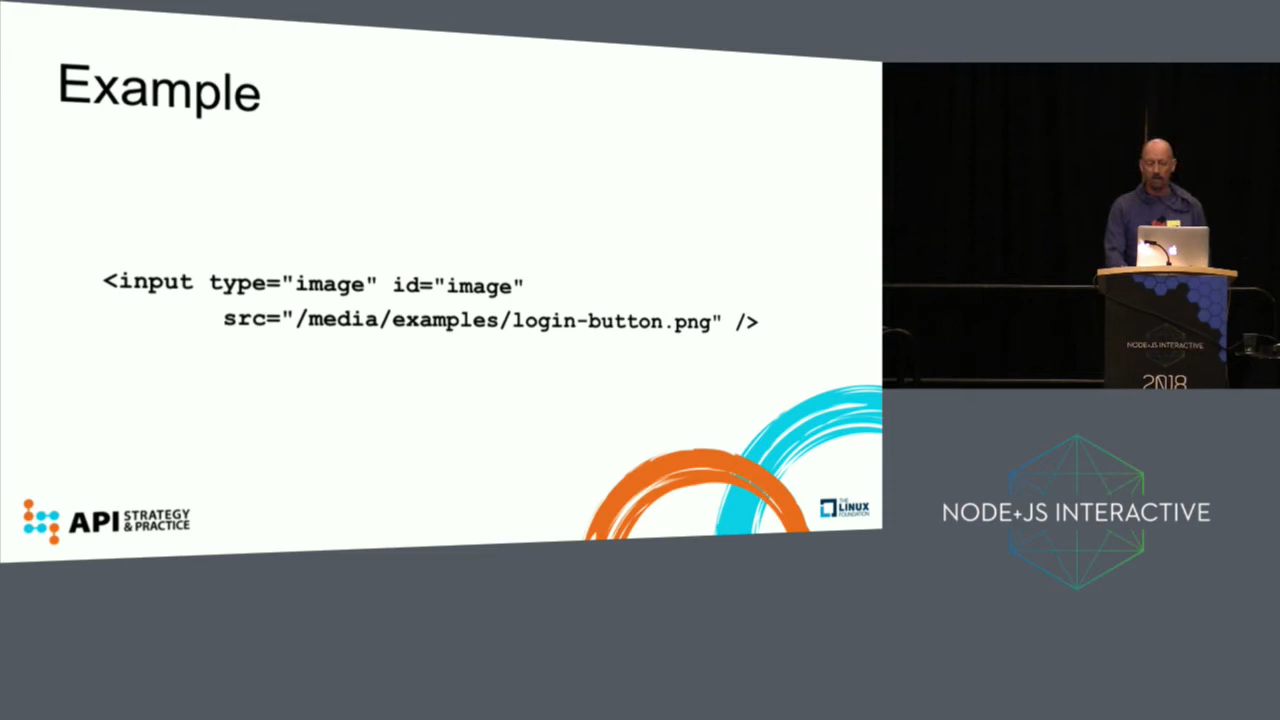 Example
<input type="image" id="image"
src="/media/examples/login-button.png" />
API STRATEGY
& PRACTICE
THE
LINUX
FOUNDATION
NODE+JS INTERACTIVE
2018
NODE+JS INTERACTIVE